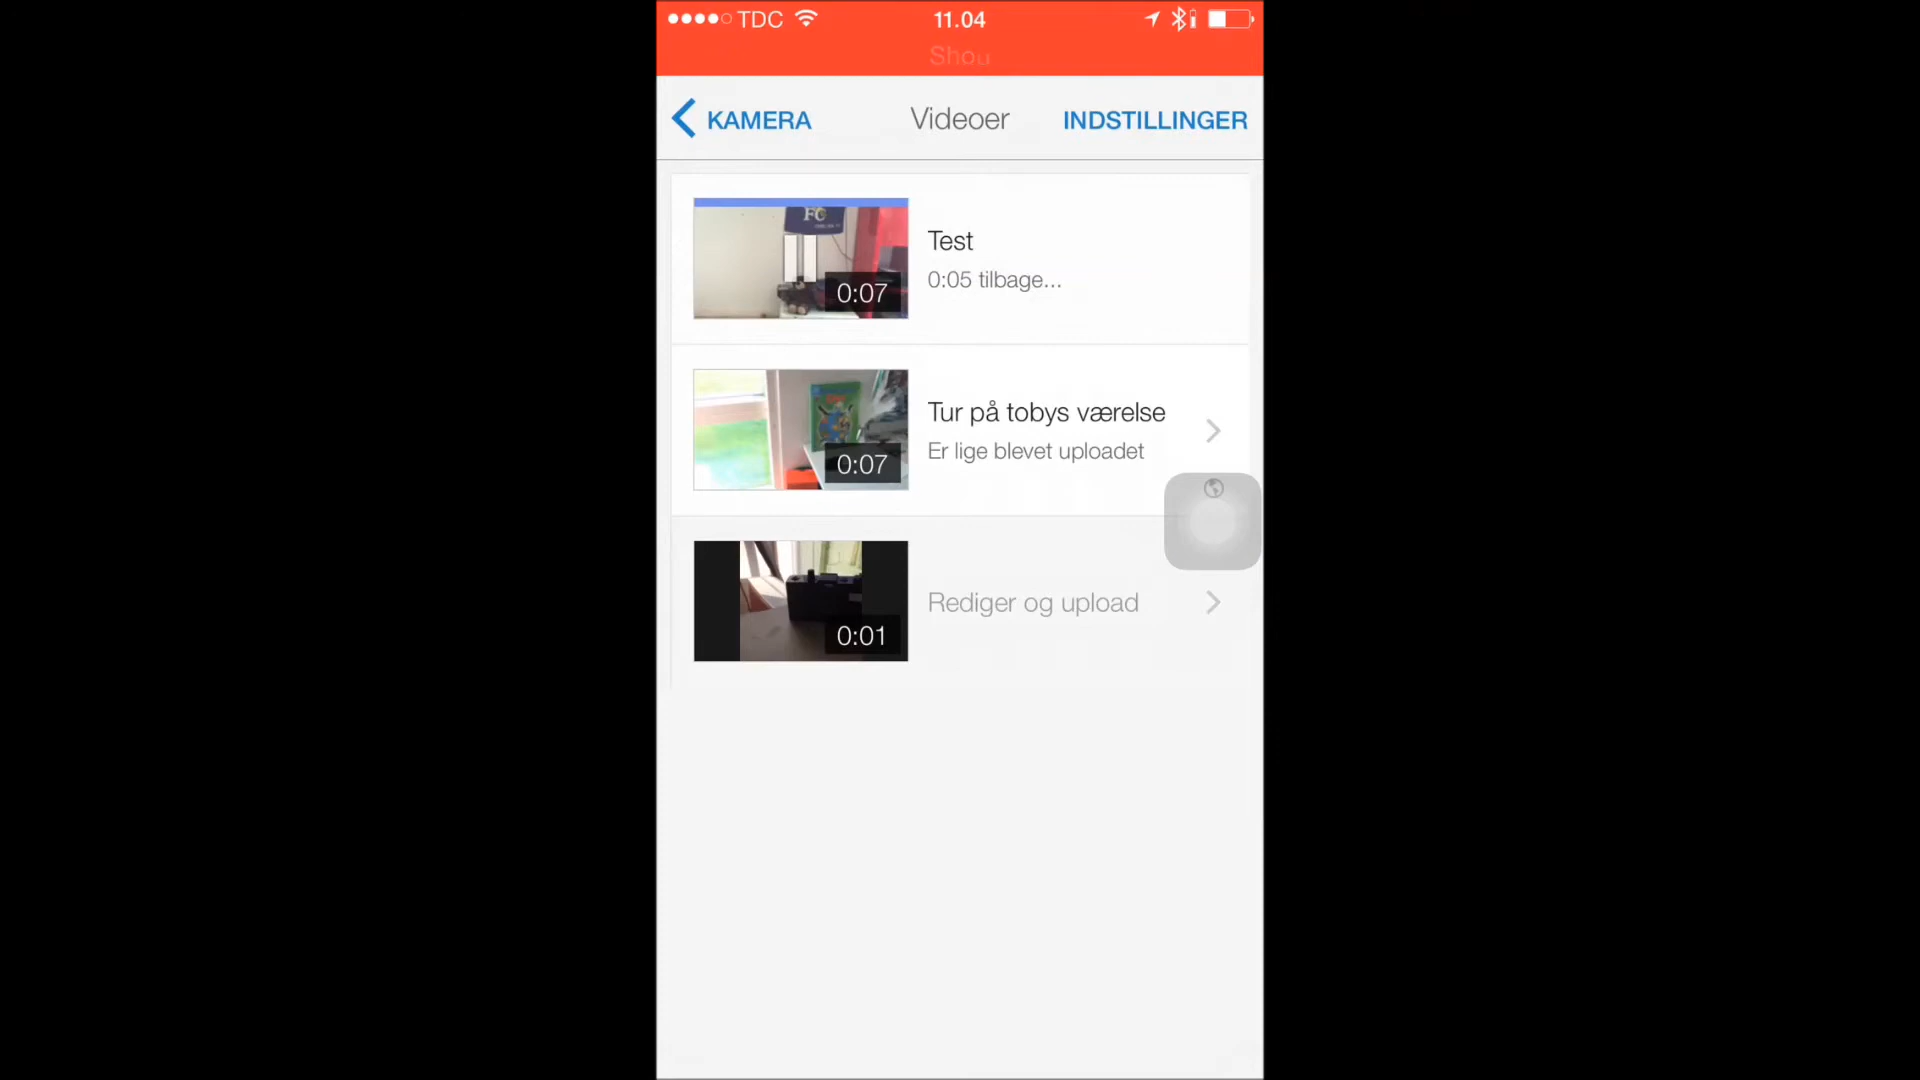 TDC 11.04
Shou
KAMERA Videoer INDSTILLINGER
FC
0:07
Test
0:05 tilbage...
0:07
Tur på tobys værelse
Er lige blevet uploadet
0:01
Rediger og upload